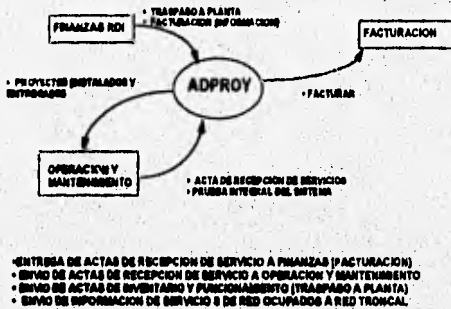 • TRASPASO A PLANTA
• FACTURACION (INFORMACION)
FINANZAS RDI
FACTURACION
• PROYECTOS (INSTALADOS Y
ENTREGADOS
ADPROY
• FACTURAR
OPERACION Y
MANTENIMIENTO
• ACTA DE RECEPCION DE SERVICIOS
• PRUEBA INTEGRAL DEL SISTEMA
•ENTREGA DE ACTAS DE RECEPCION DE SERVICIO A FINANZAS (FACTURACION)
• ENVIO DE ACTAS DE RECEPCION DE SERVICIO A OPERACION Y MANTENIMIENTO
• ENVIO DE ACTAS DE INVENTARIO Y FUNCIONAMIENTO (TRASPASO A PLANTA)
• ENVIO DE INFORMACION DE SERVICIO S DE RED OCUPADOS A RED TRONCAL